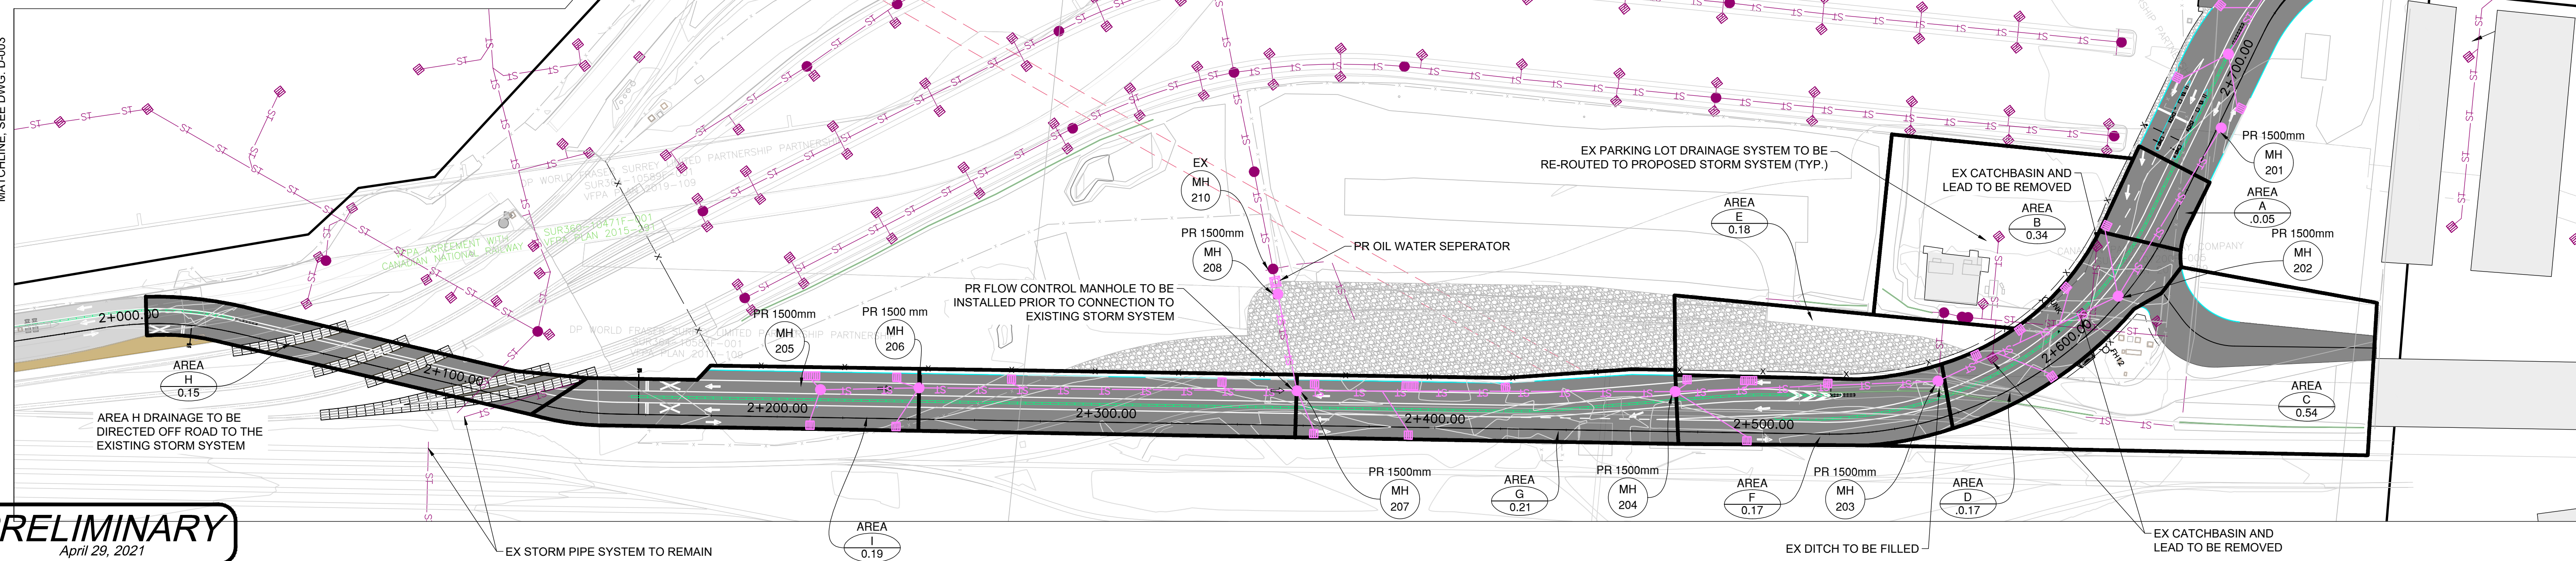 MATCHLINE, SEE DWG. D-003
2+000.00
AREA
H
0.15
AREA H DRAINAGE TO BE
DIRECTED OFF ROAD TO THE
EXISTING STORM SYSTEM
2+100.00
PRELIMINARY
April 29, 2021
EX STORM PIPE SYSTEM TO REMAIN
CANADIAN NATIONAL RAILWAY
VFPA PLAN 2015-
PR 1500mm
MH
205
PR 1500 mm
MH
206
2+200.00
AREA
I
0.19
2+300.00
EX
MH
210
PR 1500mm
MH
208
PR OIL WATER SEPERATOR
PR FLOW CONTROL MANHOLE TO BE
INSTALLED PRIOR TO CONNECTION TO
EXISTING STORM SYSTEM
2+400.00
PR 1500mm
MH
207
AREA
G
0.21
PR 1500mm
MH
204
2+500.00
AREA
F
0.17
PR 1500mm
MH
203
AREA
D
.0.17
EX DITCH TO BE FILLED
EX CATCHBASIN AND
LEAD TO BE REMOVED
EX PARKING LOT DRAINAGE SYSTEM TO BE
RE-ROUTED TO PROPOSED STORM SYSTEM (TYP.)
AREA
E
0.18
EX CATCHBASIN AND
LEAD TO BE REMOVED
AREA
B
0.34
2+600.00
FH12
2+700.00
PR 1500mm
MH
201
AREA
A
.0.05
PR 1500mm
MH
202
AREA
C
0.54